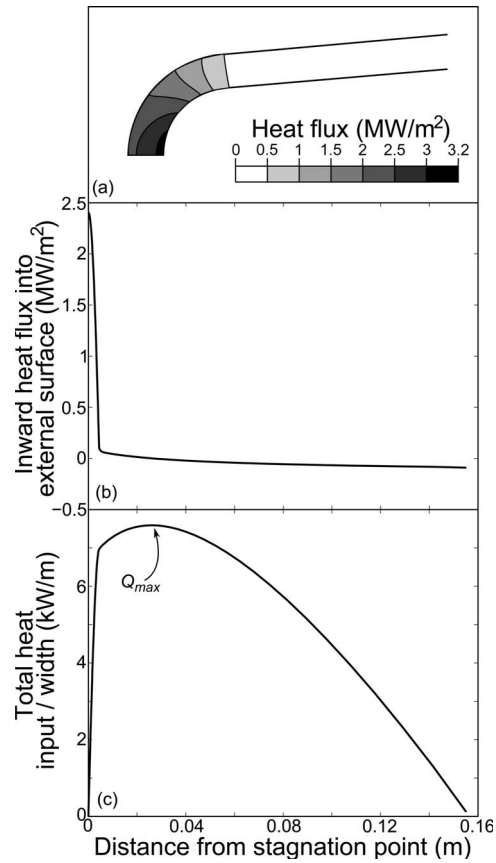 Heat flux (MW/m²)
0 0.5 1 1.5 2 2.5 3 3.2
(a)
2.5
2
1.5
1
0.5
0
−0.5
Inward heat flux into
external surface (MW/m²)
(b)
6
4
2
0
Total heat
input / width (kW/m)
Qmax
(c)
0 0.04 0.08 0.12 0.16
Distance from stagnation point (m)